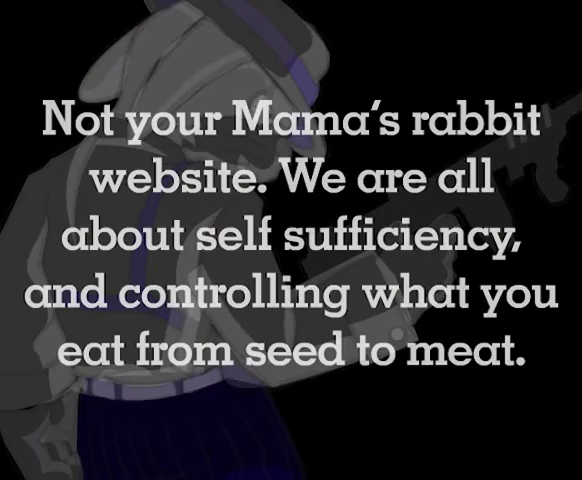 Not your Mama's rabbit
website. We are all
about self sufficiency,
and controlling what you
eat from seed to meat.